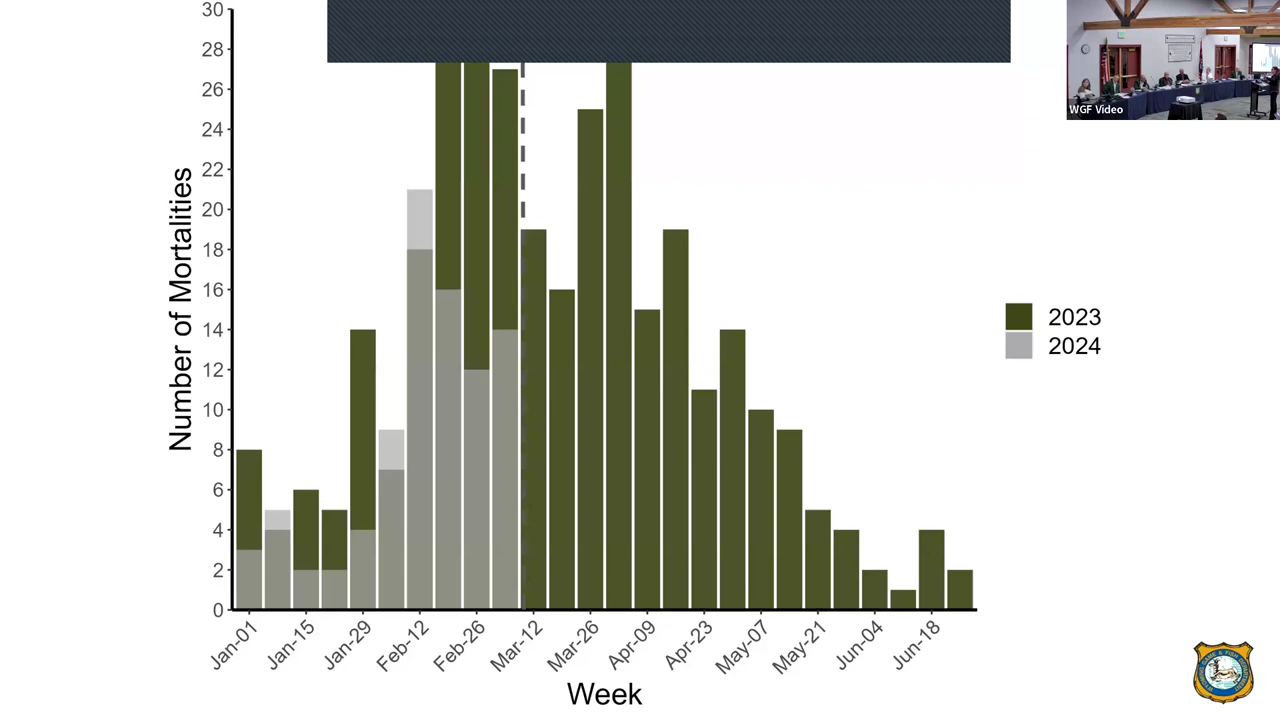 30
28
26
24
22
20
18
16
14
12
10
8
6
4
2
0
Number of Mortalities
Jan-01
Jan-15
Jan-29
Feb-12
Feb-26
Mar-12
Mar-26
Apr-09
Apr-23
May-07
May-21
Jun-04
Jun-18
Week
2023
2024
WGF Video